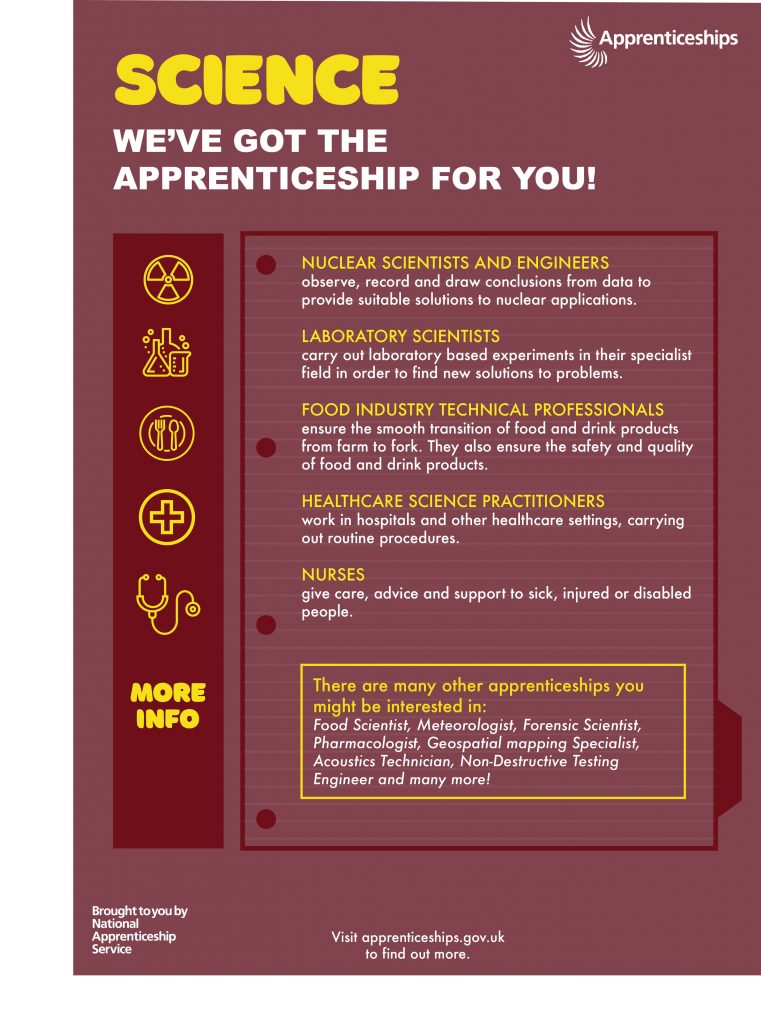 Apprenticeships
SCIENCE
WE'VE GOT THE
APPRENTICESHIP FOR YOU!
NUCLEAR SCIENTISTS AND ENGINEERS
observe, record and draw conclusions from data to
provide suitable solutions to nuclear applications.
LABORATORY SCIENTISTS
carry out laboratory based experiments in their specialist
field in order to find new solutions to problems.
FOOD INDUSTRY TECHNICAL PROFESSIONALS
ensure the smooth transition of food and drink products
from farm to fork. They also ensure the safety and quality
of food and drink products.
HEALTHCARE SCIENCE PRACTITIONERS
work in hospitals and other healthcare settings, carrying
out routine procedures.
NURSES
give care, advice and support to sick, injured or disabled
people.
MORE
INFO
There are many other apprenticeships you
might be interested in:
Food Scientist, Meteorologist, Forensic Scientist,
Pharmacologist, Geospatial mapping Specialist,
Acoustics Technician, Non-Destructive Testing
Engineer and many more!
Brought to you by
National
Apprenticeship
Service
Visit apprenticeships.gov.uk
to find out more.